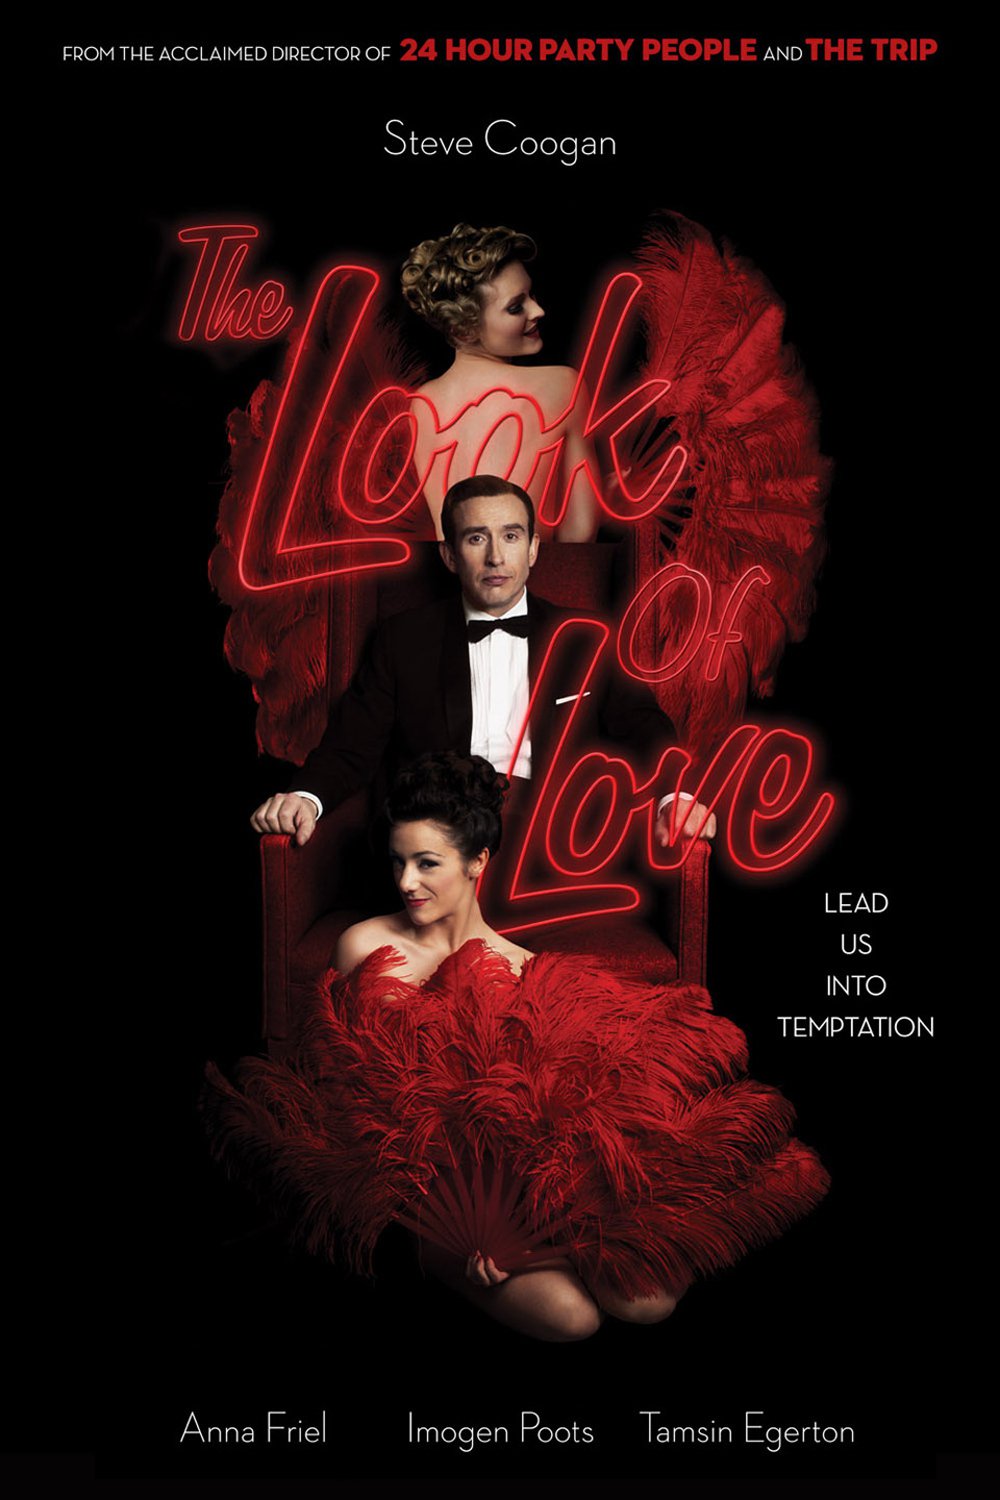 FROM THE ACCLAIMED DIRECTOR OF 24 HOUR PARTY PEOPLE AND THE TRIP
Steve Coogan
The
Look
Of
Love
LEAD
US
INTO
TEMPTATION
Anna Friel Imogen Poots Tamsin Egerton